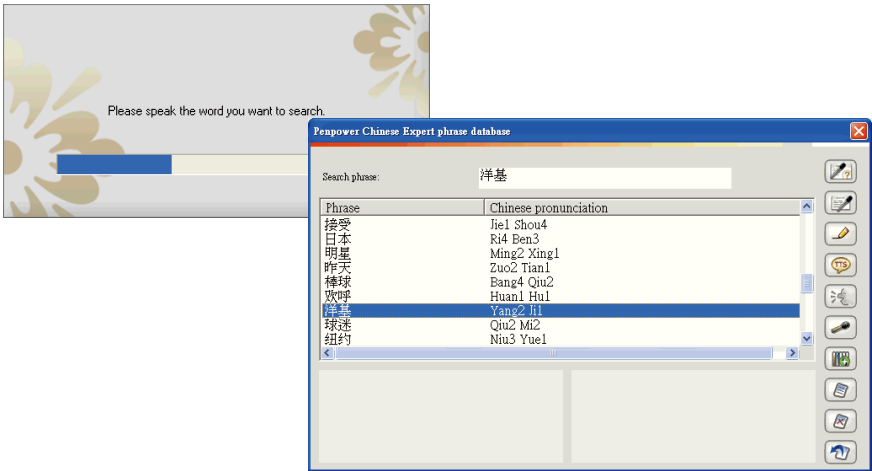 Please speak the word you want to search.
Penpower Chinese Expert phrase database
Search phrase: 洋基
Phrase Chinese pronunciation
接受 Jie1 Shou4
日本 Ri4 Ben3
明星 Ming2 Xing1
昨天 Zuo2 Tian1
棒球 Bang4 Qiu2
欢呼 Huan1 Hu1
洋基 Yang2 Ji1
球迷 Qiu2 Mi2
纽约 Niu3 Yue1
TTS